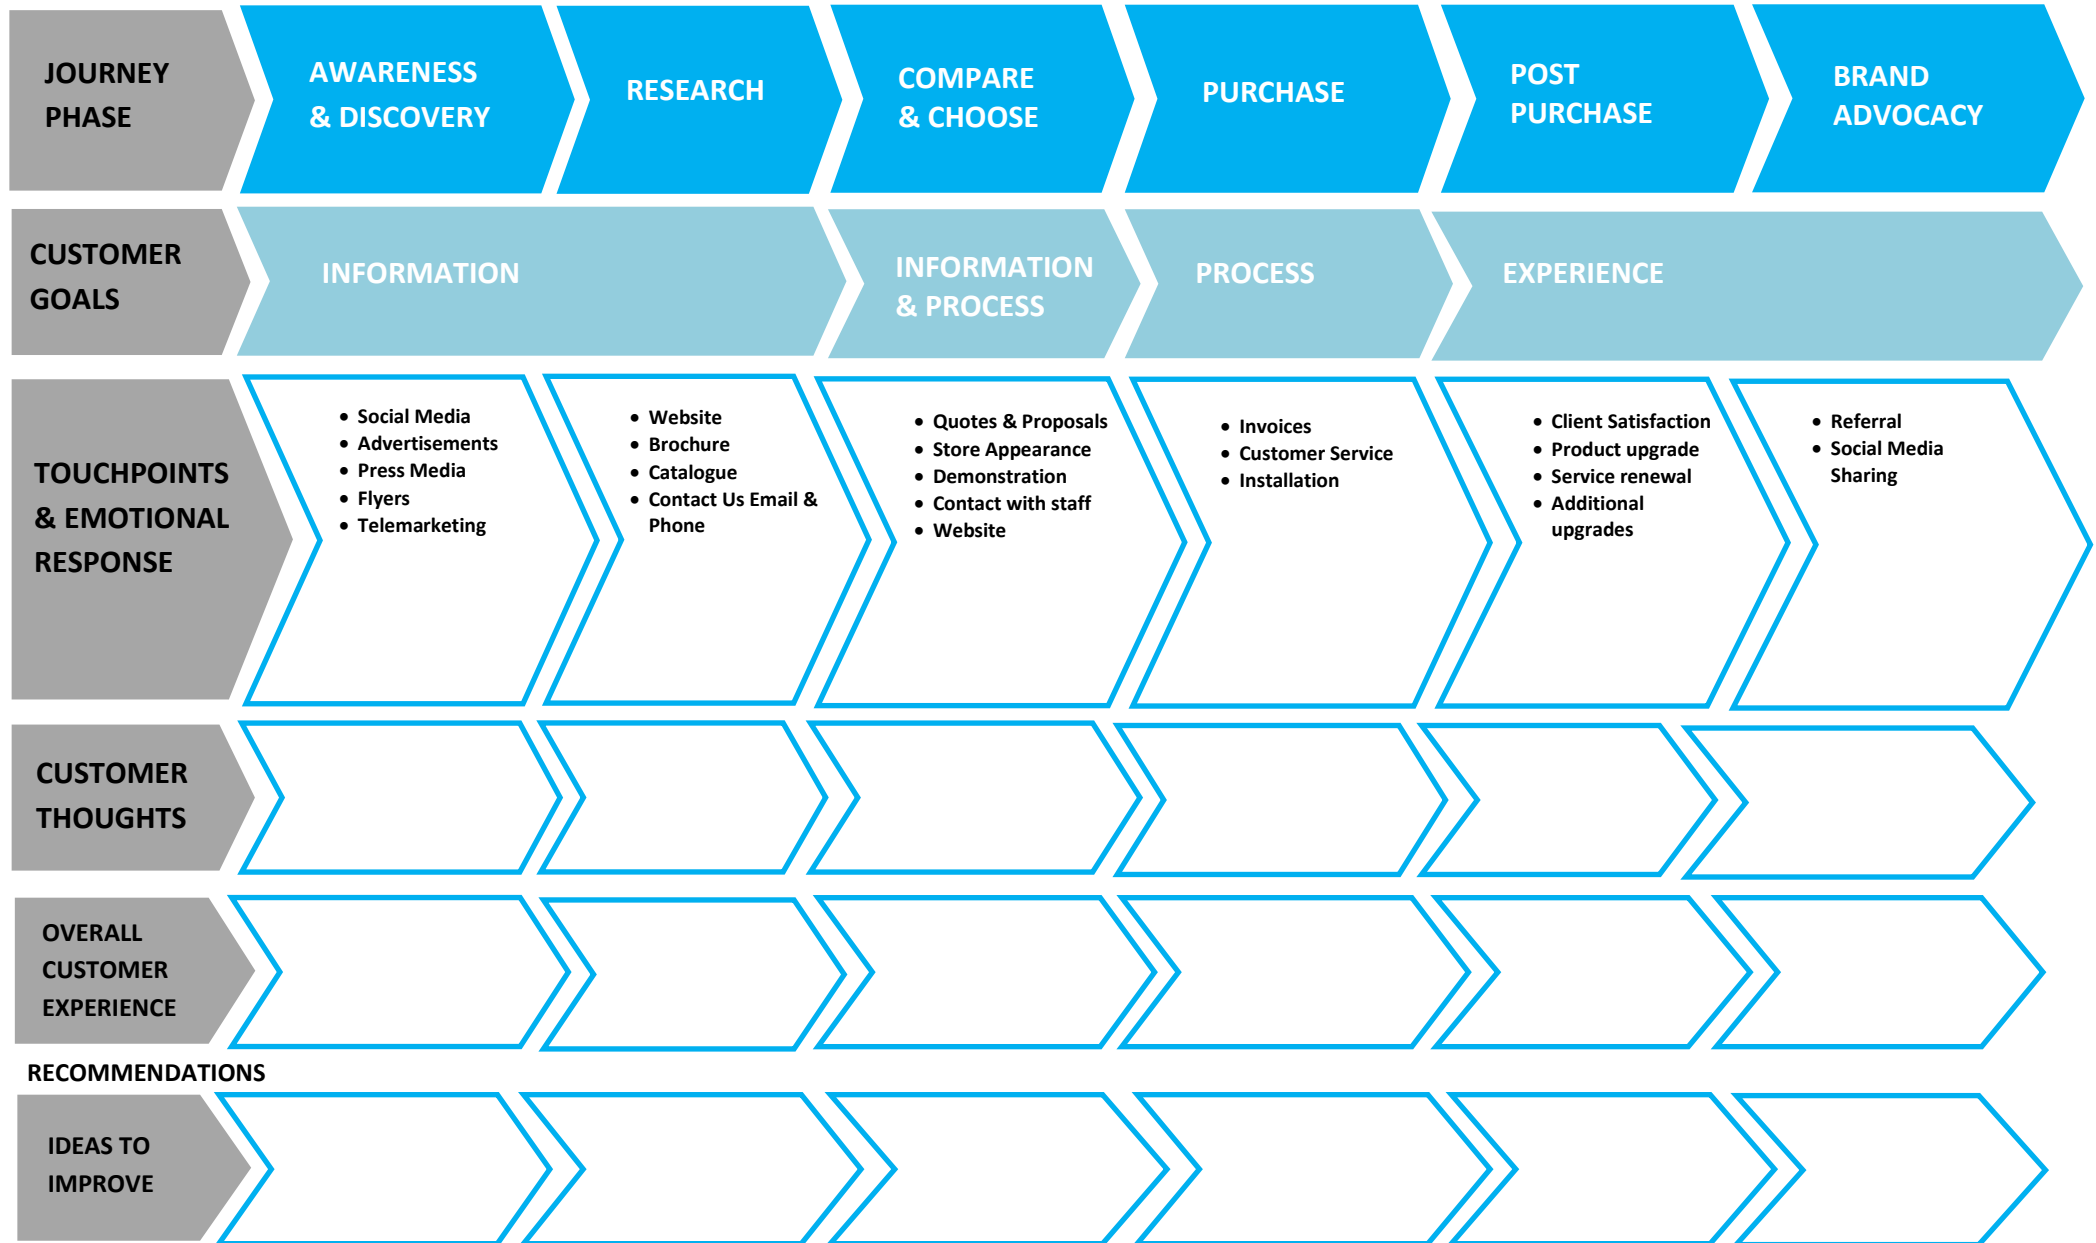 JOURNEY
PHASE
AWARENESS
& DISCOVERY
RESEARCH
COMPARE
& CHOOSE
PURCHASE
POST
PURCHASE
BRAND
ADVOCACY
CUSTOMER
GOALS
INFORMATION
INFORMATION
& PROCESS
PROCESS
EXPERIENCE
TOUCHPOINTS
& EMOTIONAL
RESPONSE
• Social Media
• Advertisements
• Press Media
• Flyers
• Telemarketing
• Website
• Brochure
• Catalogue
• Contact Us Email &
Phone
• Quotes & Proposals
• Store Appearance
• Demonstration
• Contact with staff
• Website
• Invoices
• Customer Service
• Installation
• Client Satisfaction
• Product upgrade
• Service renewal
• Additional
upgrades
• Referral
• Social Media
Sharing
CUSTOMER
THOUGHTS
OVERALL
CUSTOMER
EXPERIENCE
RECOMMENDATIONS
IDEAS TO
IMPROVE